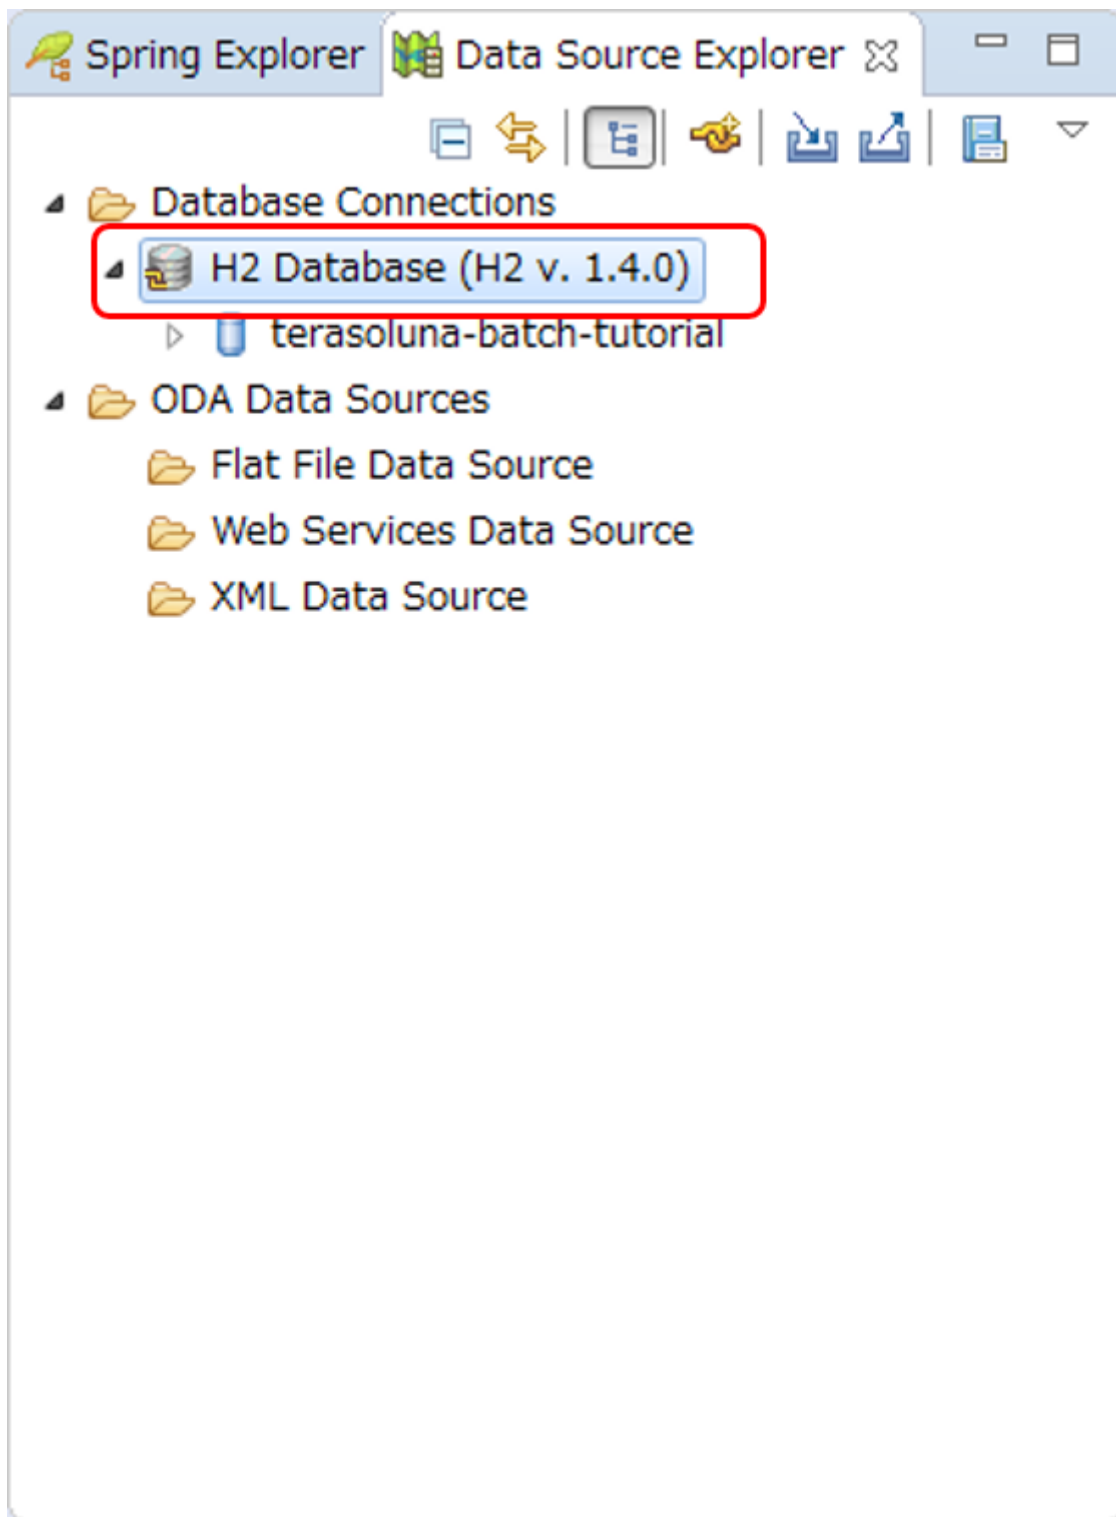 Spring Explorer Data Source Explorer
Database Connections
H2 Database (H2 v. 1.4.0)
terasoluna-batch-tutorial
ODA Data Sources
Flat File Data Source
Web Services Data Source
XML Data Source